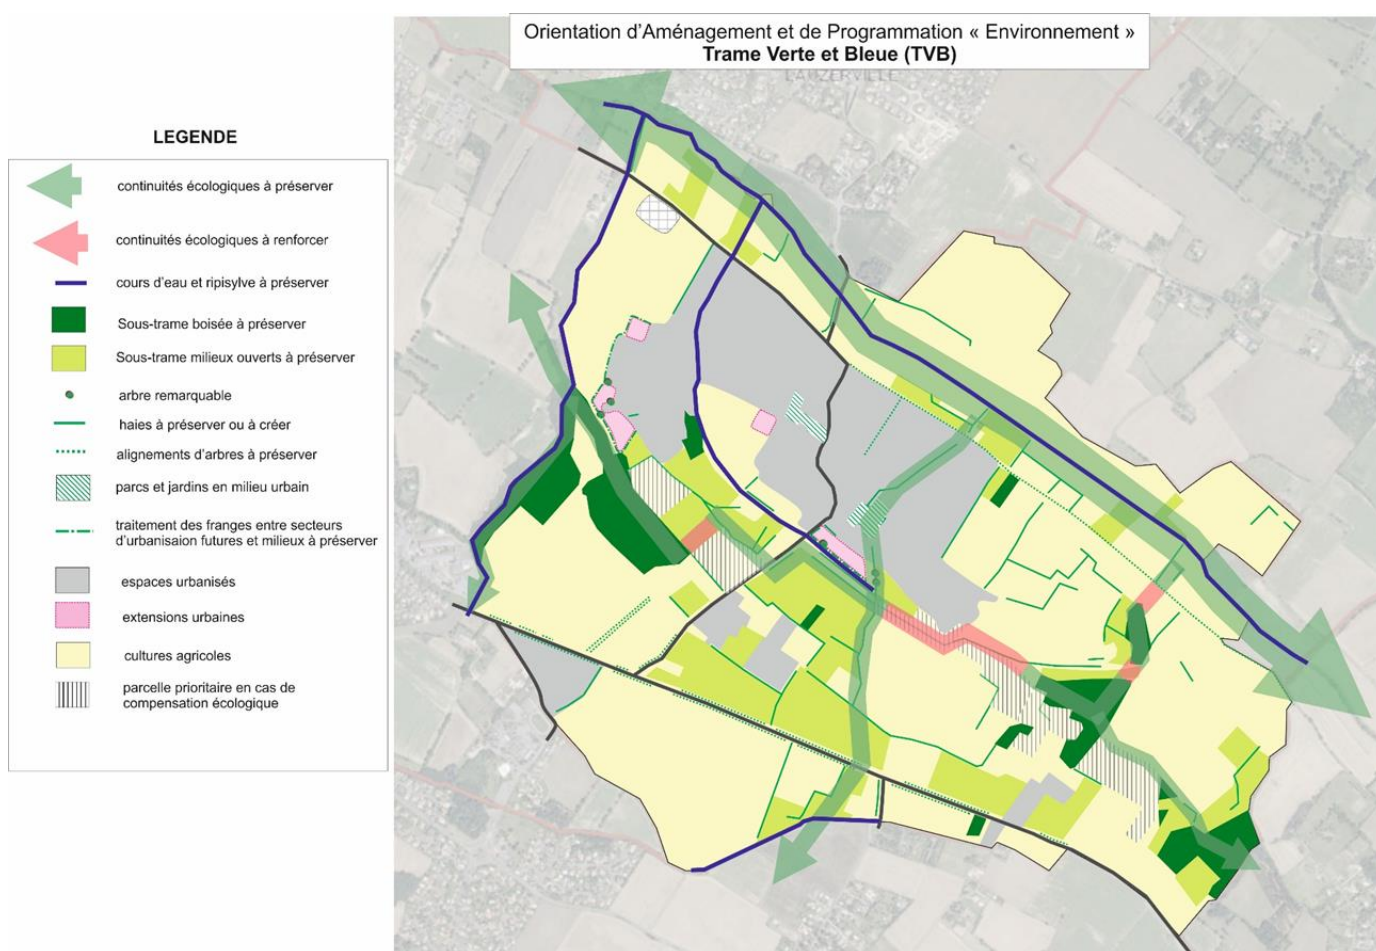 Orientation d’Aménagement et de Programmation « Environnement »
Trame Verte et Bleue (TVB)
LAUZERVILLE
LEGENDE
continuités écologiques à préserver
continuités écologiques à renforcer
cours d’eau et ripisylve à préserver
Sous-trame boisée à préserver
Sous-trame milieux ouverts à préserver
arbre remarquable
haies à préserver ou à créer
alignements d’arbres à préserver
parcs et jardins en milieu urbain
traitement des franges entre secteurs
d’urbanisaion futures et milieux à préserver
espaces urbanisés
extensions urbaines
cultures agricoles
parcelle prioritaire en cas de
compensation écologique